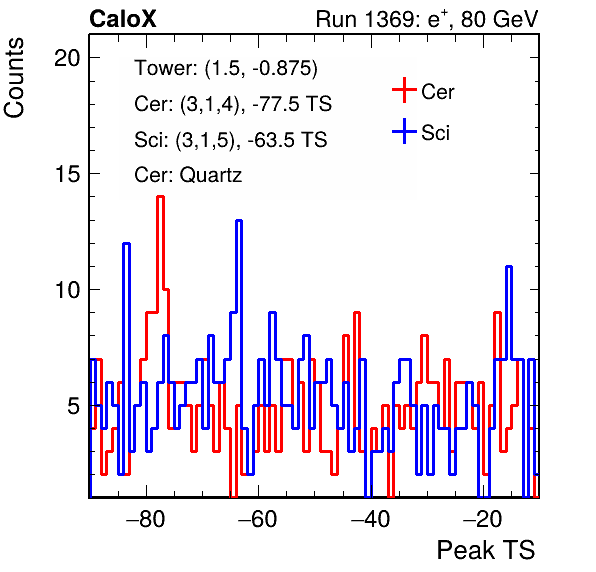 CaloX Run 1369: e⁺, 80 GeV
Counts
20
15
10
5
Tower: (1.5, -0.875)
Cer: (3,1,4), -77.5 TS
Sci: (3,1,5), -63.5 TS
Cer: Quartz
Cer
Sci
−80 −60 −40 −20
Peak TS